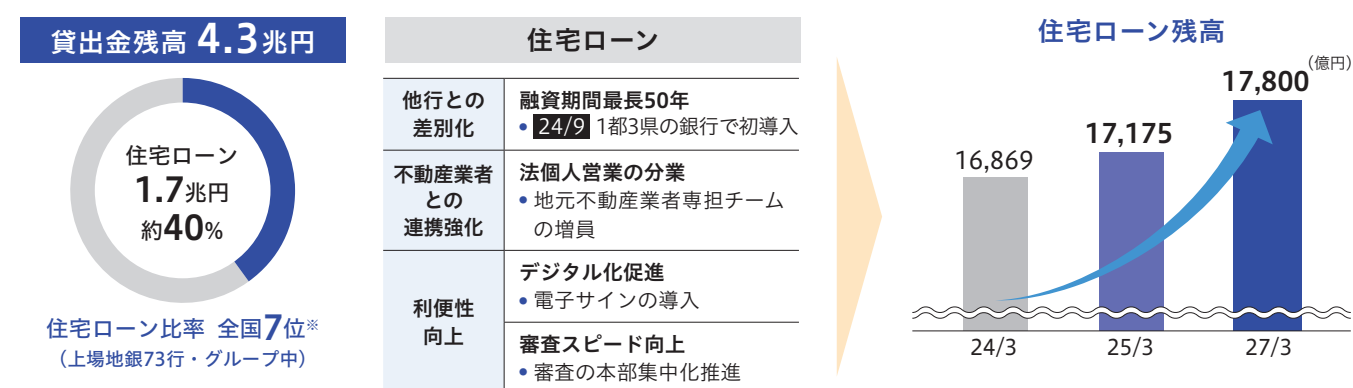 貸出金残高 4.3兆円
住宅ローン
1.7兆円
約40%
住宅ローン比率 全国7位※
（上場地銀73行・グループ中）
住宅ローン
他行との
差別化
融資期間最長50年
• 24/9 1都3県の銀行で初導入
不動産業者
との
連携強化
法個人営業の分業
• 地元不動産業者専担チーム
の増員
利便性
向上
デジタル化促進
• 電子サインの導入
審査スピード向上
• 審査の本部集中化推進
住宅ローン残高
（億円）
16,869
17,175
17,800
24/3
25/3
27/3